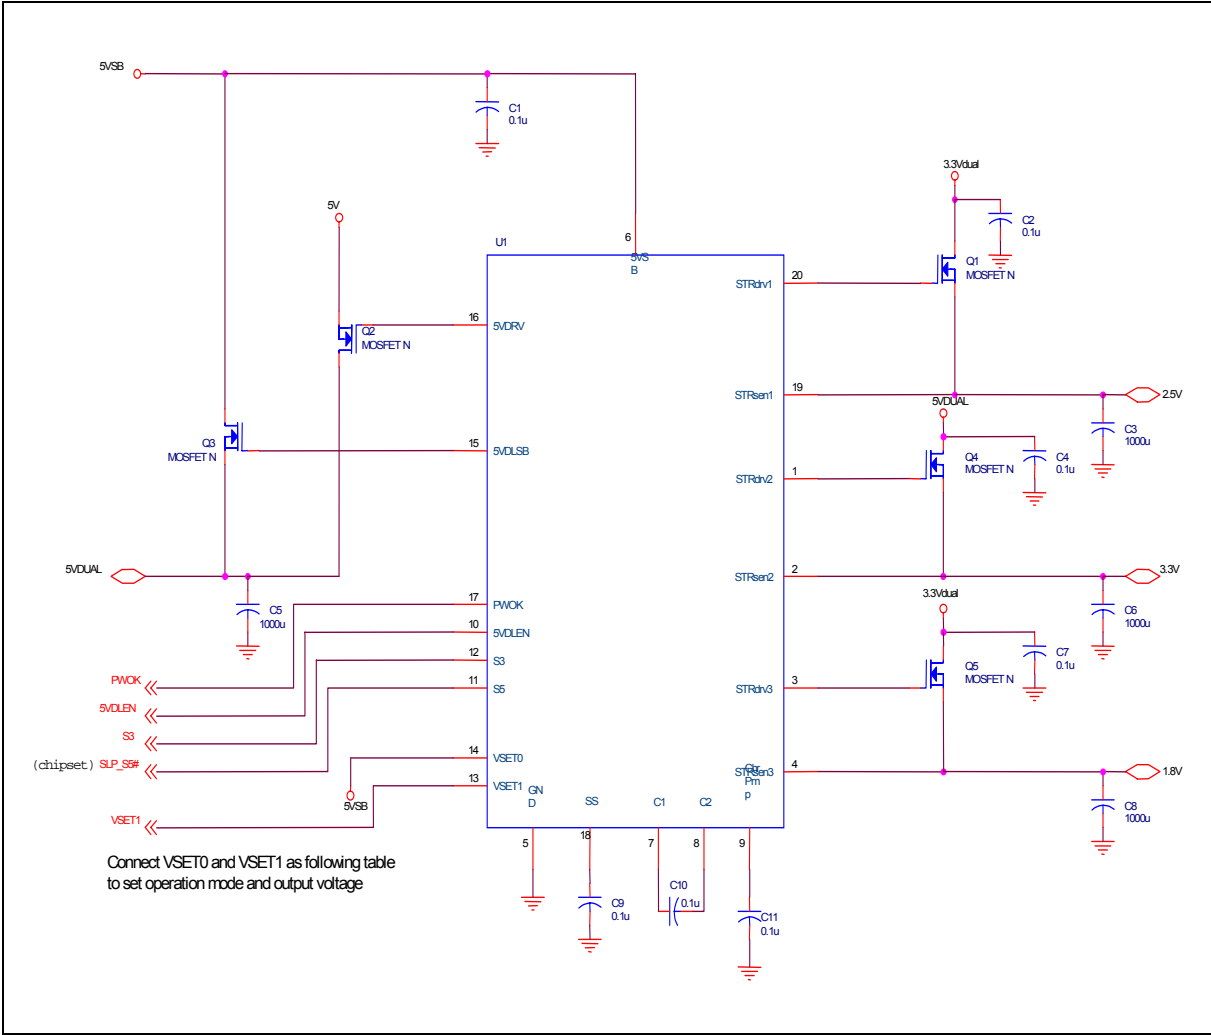 5VSB
C1
0.1u
3.3Vdual
C2
0.1u
5V
U1
6
5VS
B
Q1
MOSFET N
STRdrv1
20
16
5VDRV
Q2
MOSFET N
STRsen1
19
2.5V
5VDUAL
C3
1000u
Q3
MOSFET N
15
5VDLSB
Q4
MOSFET N
C4
0.1u
STRdrv2
1
5VDUAL
STRsen2
2
3.3V
3.3Vdual
C5
1000u
17
PWOK
C6
1000u
10
5VDLEN
12
S3
C7
0.1u
Q5
MOSFET N
PWOK
11
S5
STRdrv3
3
5VDLEN
S3
(chipset) SLP_S5#
14
VSET0
STRsen3
4
1.8V
Chr
Pm
p
13
VSET1
5VSB
GN
D
SS
C1
C2
C8
1000u
VSET1
5
18
7
8
9
Connect VSET0 and VSET1 as following table
to set operation mode and output voltage
C9
0.1u
C10
0.1u
C11
0.1u